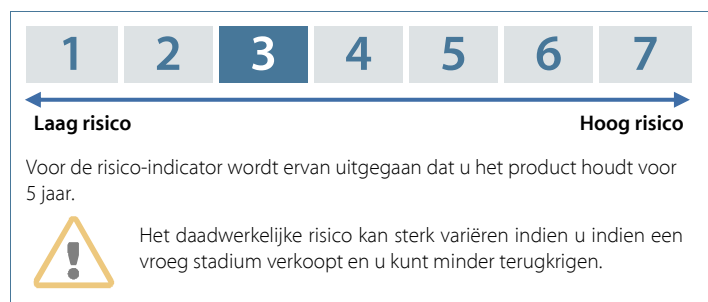 1 2 3 4 5 6 7
Laag risico Hoog risico
Voor de risico-indicator wordt ervan uitgegaan dat u het product houdt voor
5 jaar.
Het daadwerkelijke risico kan sterk variëren indien u indien een
vroeg stadium verkoopt en u kunt minder terugkrigen.